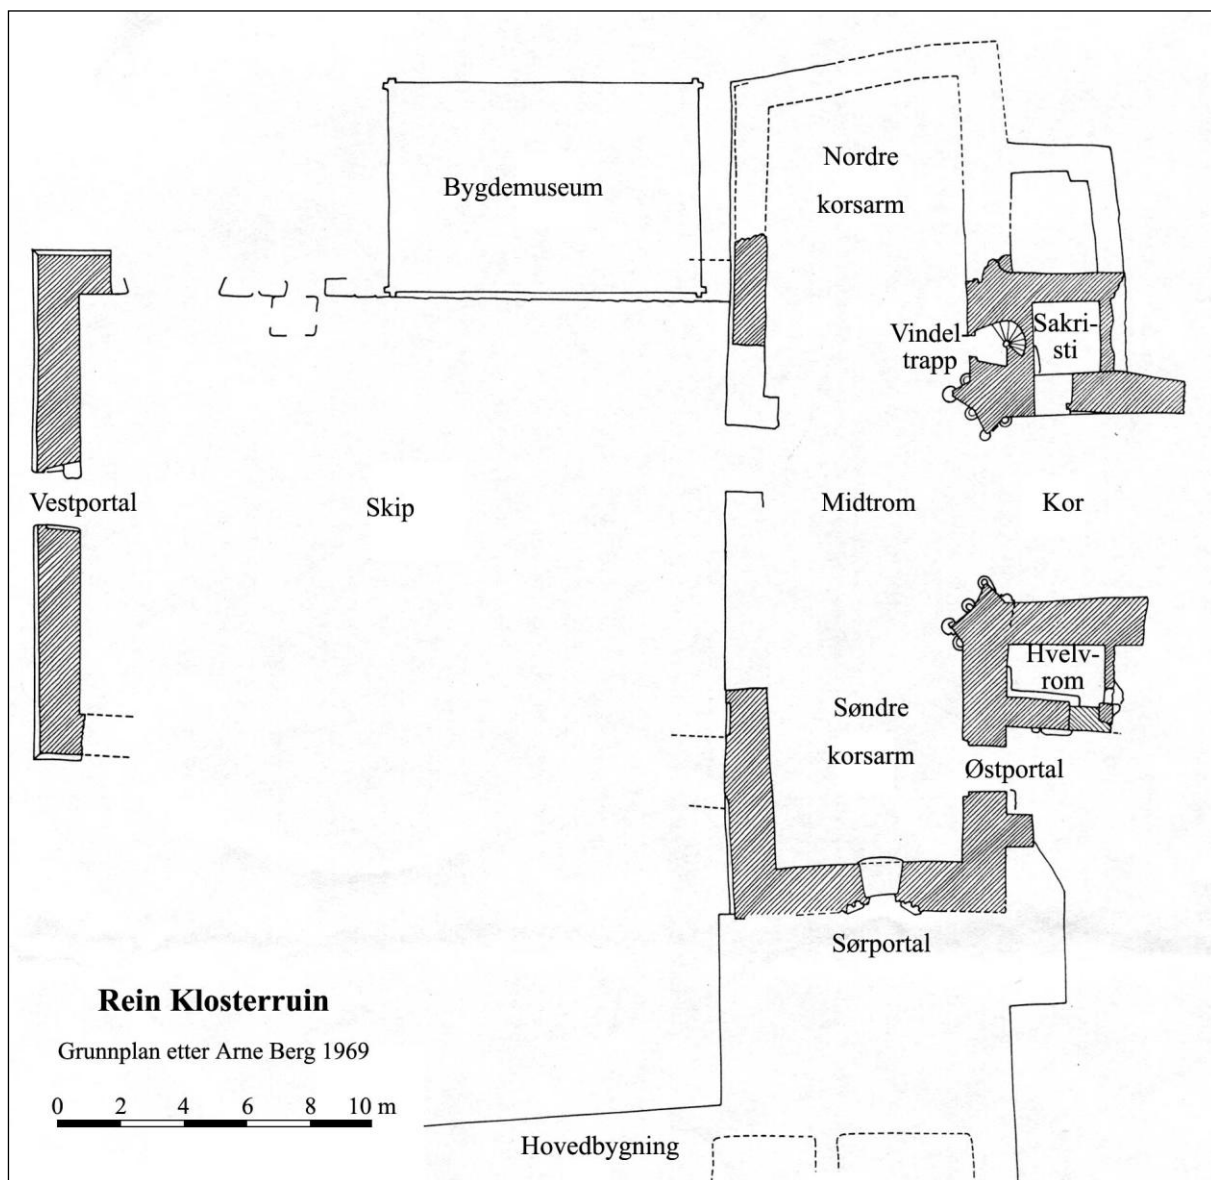 Nordre
korsarm
Bygdemuseum
Vindel
trapp
Sakri-
sti
Vestportal
Skip
Midtrom
Kor
Hvelv-
rom
Søndre
korsarm
Østportal
Sørportal
Rein Klosterruin
Grunnplan etter Arne Berg 1969
0 2 4 6 8 10 m
Hovedbygning